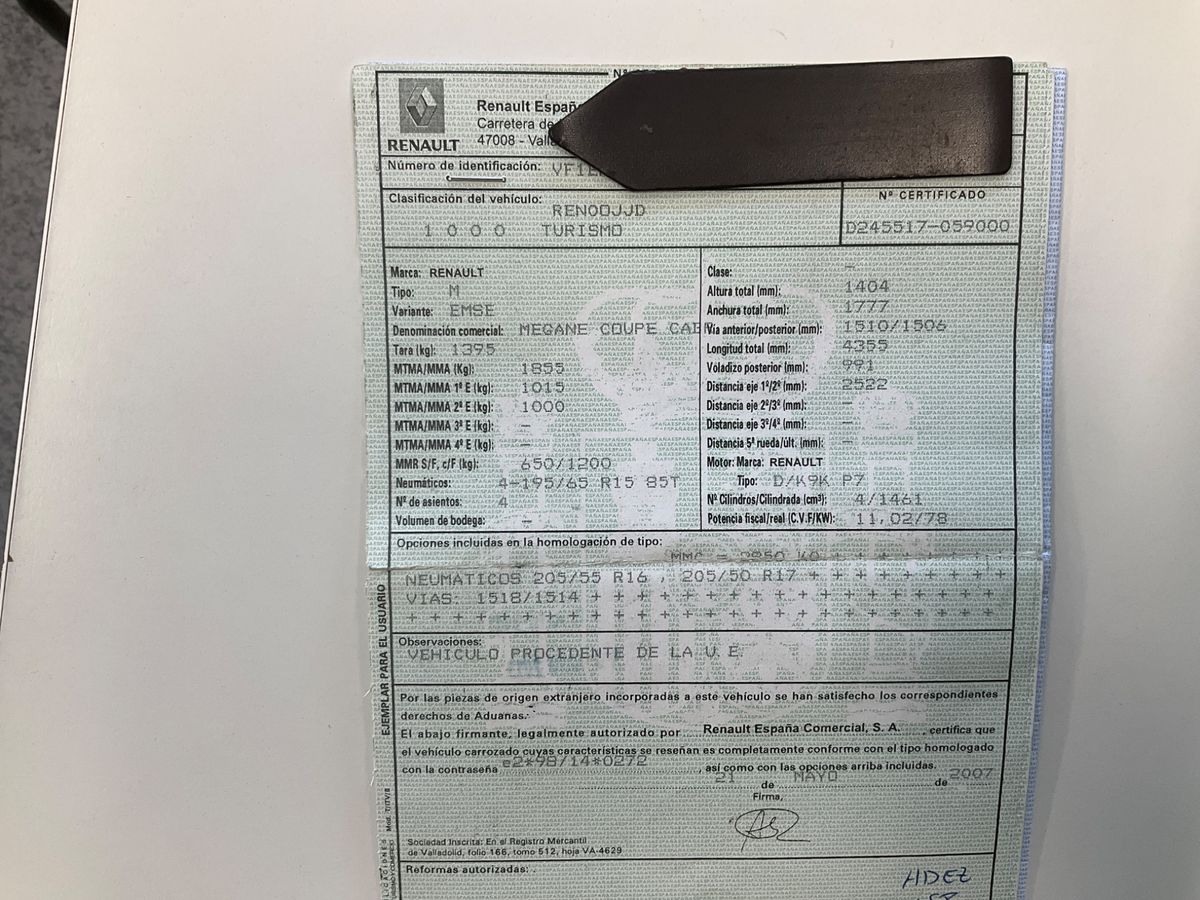 Nº
Renault España
Carretera de
47008 -
RENAULT
Número de identificación: VF1E
Clasificación del vehículo:
REN00JJD
1 0 0 0 TURISMO
Nº CERTIFICADO
D245517-059000
Marca: RENAULT
Tipo: M
Variante: EMSE
Denominación comercial: MEGANE COUPE CAB
Tara (kg): 1395
MTMA/MMA (Kg): 1855
MTMA/MMA 1º E (kg): 1015
MTMA/MMA 2º E (kg): 1000
MTMA/MMA 3º E (kg): -
MTMA/MMA 4º E (kg): -
MMR S/F, c/F (kg): 650/1200
Neumáticos: 4-195/65 R15 85T
Nº de asientos: 4
Volumen de bodega: -
Clase: -
Altura total (mm): 1404
Anchura total (mm): 1777
Vía anterior/posterior (mm): 1510/1506
Longitud total (mm): 4355
Voladizo posterior (mm): 991
Distancia eje 1º/2º (mm): 2522
Distancia eje 2º/3º (mm): -
Distancia eje 3º/4º (mm): -
Distancia 5ª rueda/últ. (mm): -
Motor: Marca: RENAULT
Tipo: D/K9K P7
Nº Cilindros/Cilindrada (cm³): 4/1461
Potencia fiscal/real (C.V.F/KW): 11,02/78
Opciones incluidas en la homologación de tipo:
MMC = KG + + + + + + + +
NEUMATICOS 205/55 R16 , 205/50 R17 + + + + + + + + +
VIAS: 1518/1514 + + + + + + + + + + + + + + + + + +
+ + + + + + + + + + + + + + + + + + + + + + + + + +
Observaciones:
VEHICULO PROCEDENTE DE LA U.E.
EJEMPLAR PARA EL USUARIO
Por las piezas de origen extranjero incorporadas a este vehículo se han satisfecho los correspondientes
derechos de Aduanas.
El abajo firmante, legalmente autorizado por Renault España Comercial, S. A. , certifica que
el vehículo carrozado cuyas características se reseñan es completamente conforme con el tipo homologado
con la contraseña e2*98/14*0272 , así como con las opciones arriba incluidas.
21 de MAYO de 2007
Firma,
Sociedad Inscrita: En el Registro Mercantil
de Valladolid, folio 166, tomo 512, hoja VA-4629
Reformas autorizadas: